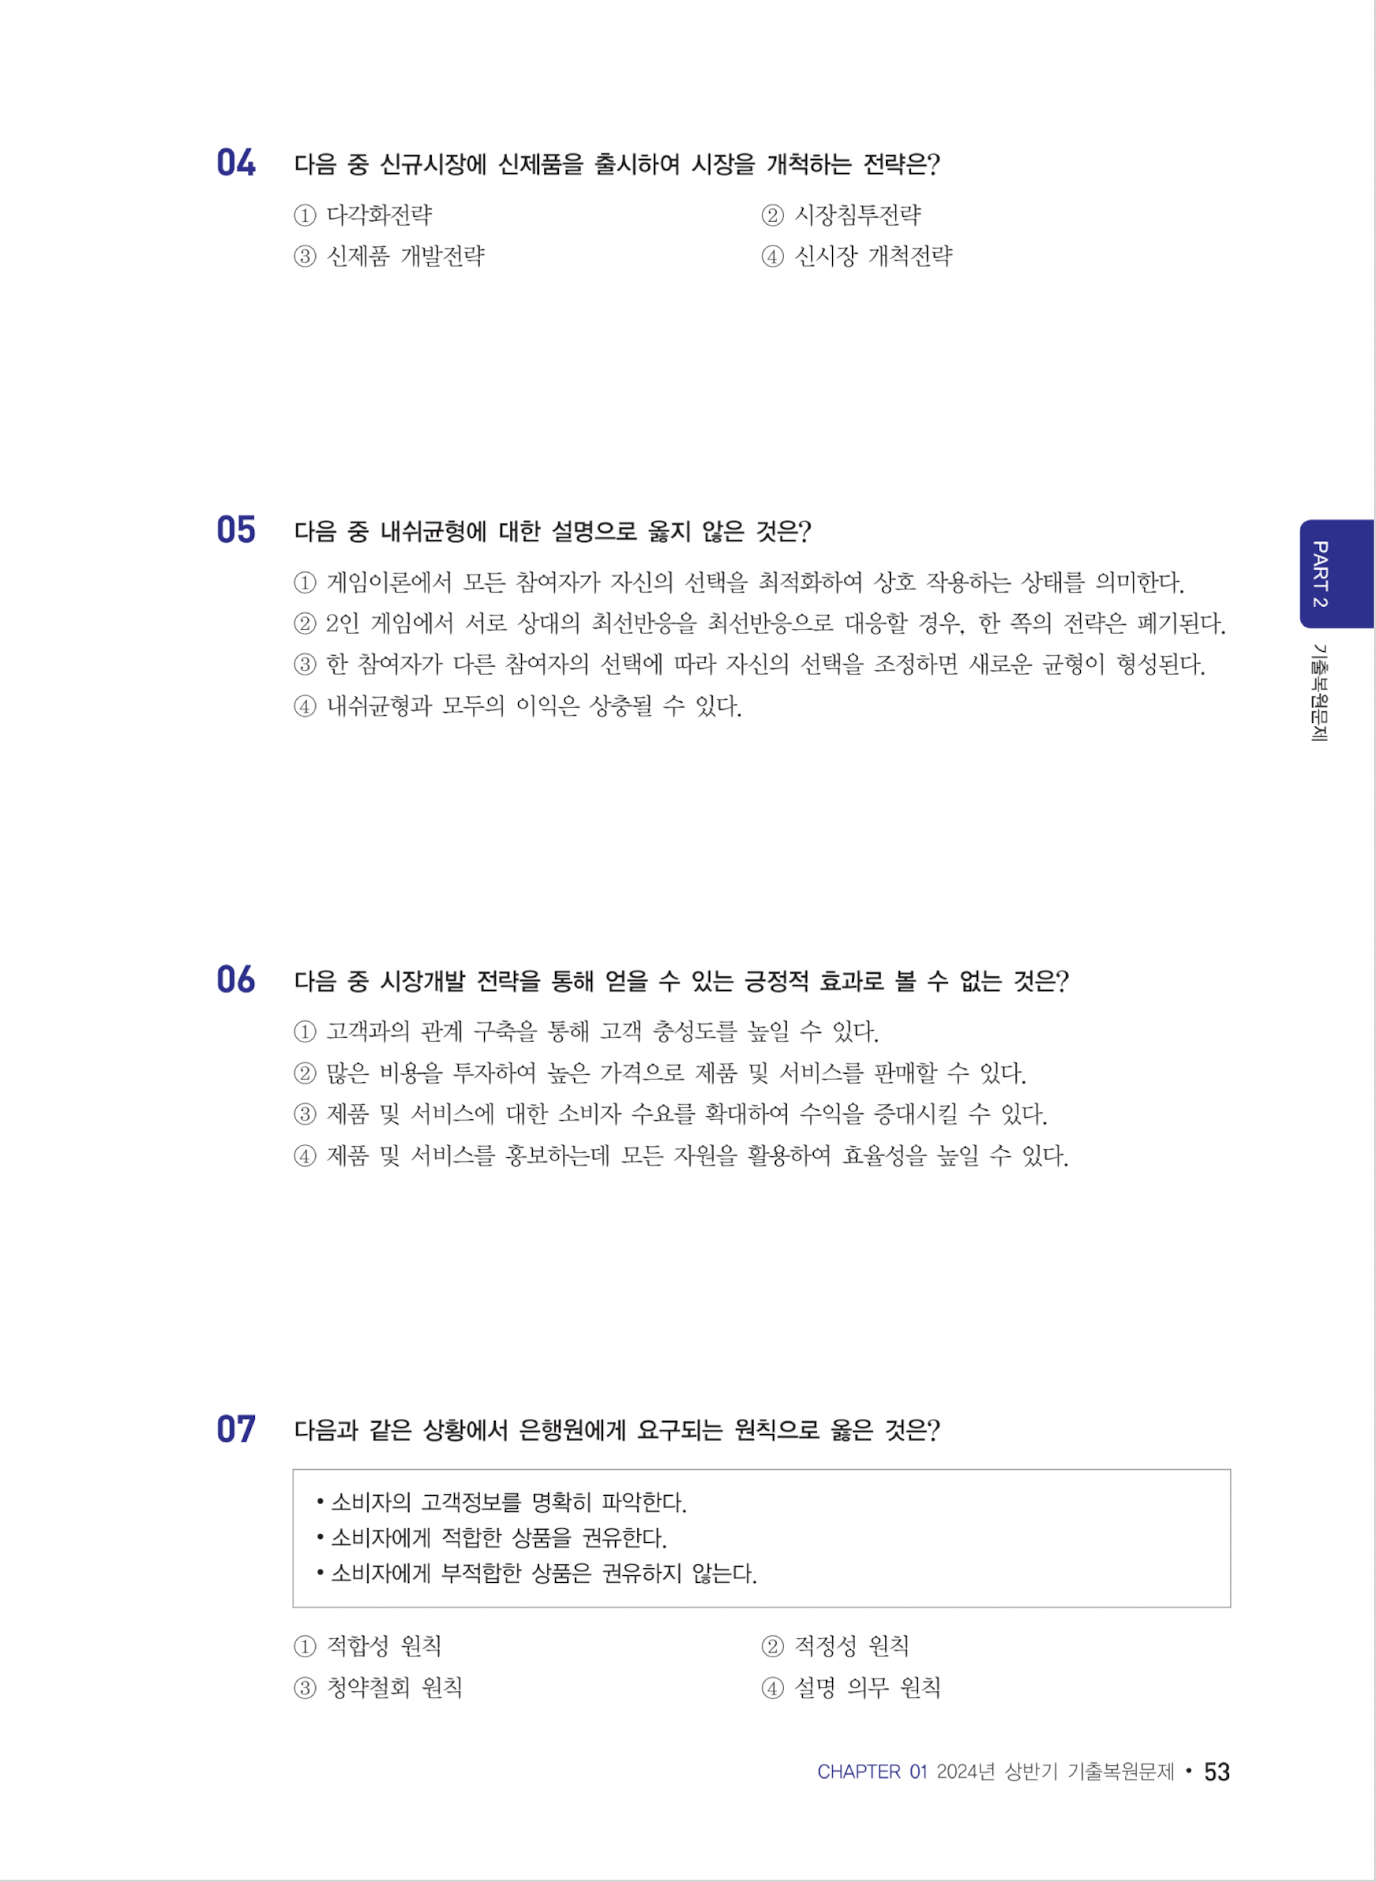 04 다음 중 신규시장에 신제품을 출시하여 시장을 개척하는 전략은?
① 다각화전략 ② 시장침투전략
③ 신제품 개발전략 ④ 신시장 개척전략
05 다음 중 내쉬균형에 대한 설명으로 옳지 않은 것은?
① 게임이론에서 모든 참여자가 자신의 선택을 최적화하여 상호 작용하는 상태를 의미한다.
② 2인 게임에서 서로 상대의 최선반응을 최선반응으로 대응할 경우, 한 쪽의 전략은 폐기된다.
③ 한 참여자가 다른 참여자의 선택에 따라 자신의 선택을 조정하면 새로운 균형이 형성된다.
④ 내쉬균형과 모두의 이익은 상충될 수 있다.
PART 2
기출복원문제
06 다음 중 시장개발 전략을 통해 얻을 수 있는 긍정적 효과로 볼 수 없는 것은?
① 고객과의 관계 구축을 통해 고객 충성도를 높일 수 있다.
② 많은 비용을 투자하여 높은 가격으로 제품 및 서비스를 판매할 수 있다.
③ 제품 및 서비스에 대한 소비자 수요를 확대하여 수익을 증대시킬 수 있다.
④ 제품 및 서비스를 홍보하는데 모든 자원을 활용하여 효율성을 높일 수 있다.
07 다음과 같은 상황에서 은행원에게 요구되는 원칙으로 옳은 것은?
• 소비자의 고객정보를 명확히 파악한다.
• 소비자에게 적합한 상품을 권유한다.
• 소비자에게 부적합한 상품은 권유하지 않는다.
① 적합성 원칙 ② 적정성 원칙
③ 청약철회 원칙 ④ 설명 의무 원칙
CHAPTER 01 2024년 상반기 기출복원문제 • 53